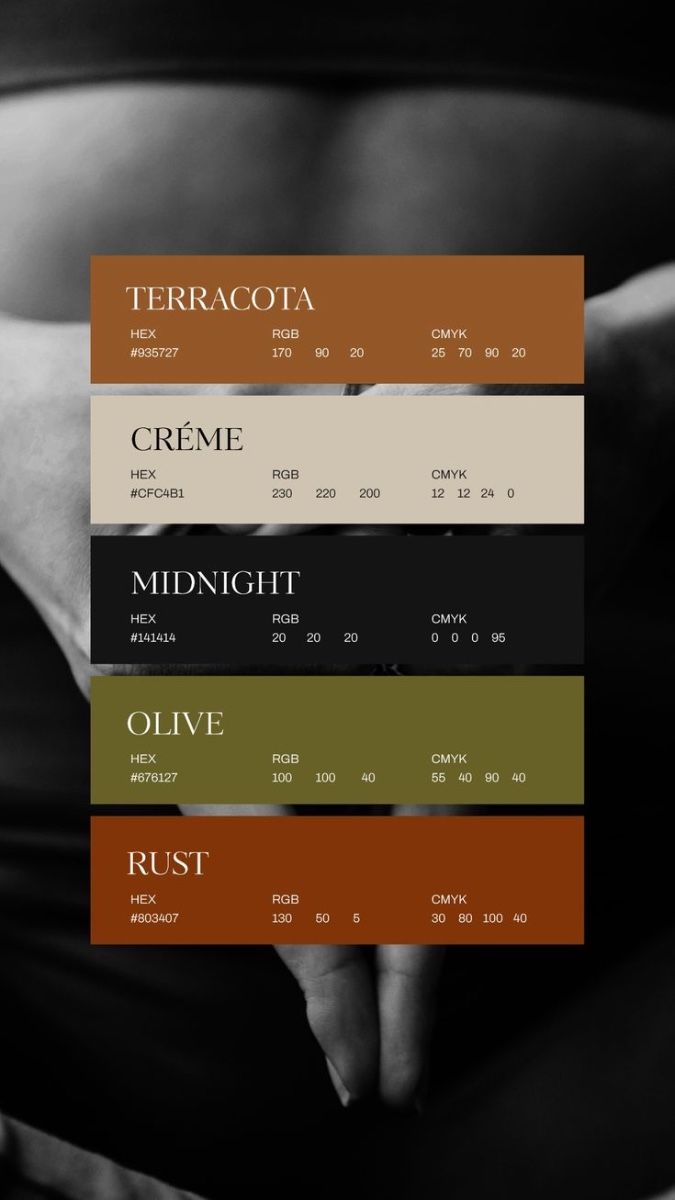 TERRACOTA
HEX RGB CMYK
#935727 170 90 20 25 70 90 20
CRÉME
HEX RGB CMYK
#CFC4B1 230 220 200 12 12 24 0
MIDNIGHT
HEX RGB CMYK
#141414 20 20 20 0 0 0 95
OLIVE
HEX RGB CMYK
#676127 100 100 40 55 40 90 40
RUST
HEX RGB CMYK
#803407 130 50 5 30 80 100 40